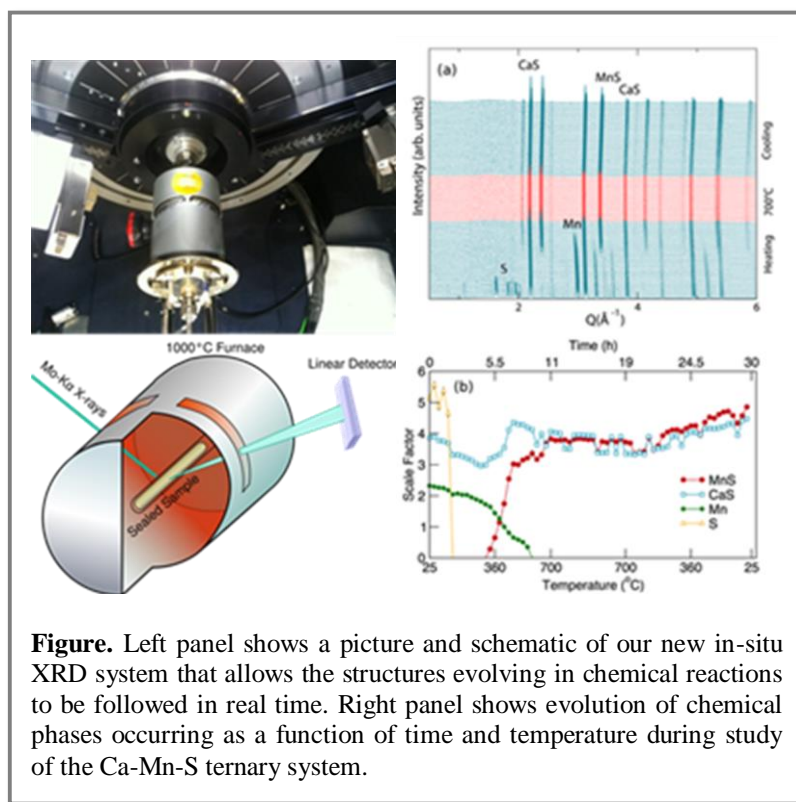 1000°C Furnace
Mo-Kα X-rays
Linear Detector
Sealed Sample
(a)
CaS
MnS
CaS
Mn
S
Intensity (arb. units)
Cooling
700℃
Heating
2 4 6
Q(Å⁻¹)
Time (h)
0 5.5 11 19 24.5 30
(b)
Scale Factor
6
5
4
3
2
1
0
MnS
CaS
Mn
S
25 360 700 700 360 25
Temperature (°C)
Figure. Left panel shows a picture and schematic of our new in-situ
XRD system that allows the structures evolving in chemical reactions
to be followed in real time. Right panel shows evolution of chemical
phases occurring as a function of time and temperature during study
of the Ca-Mn-S ternary system.